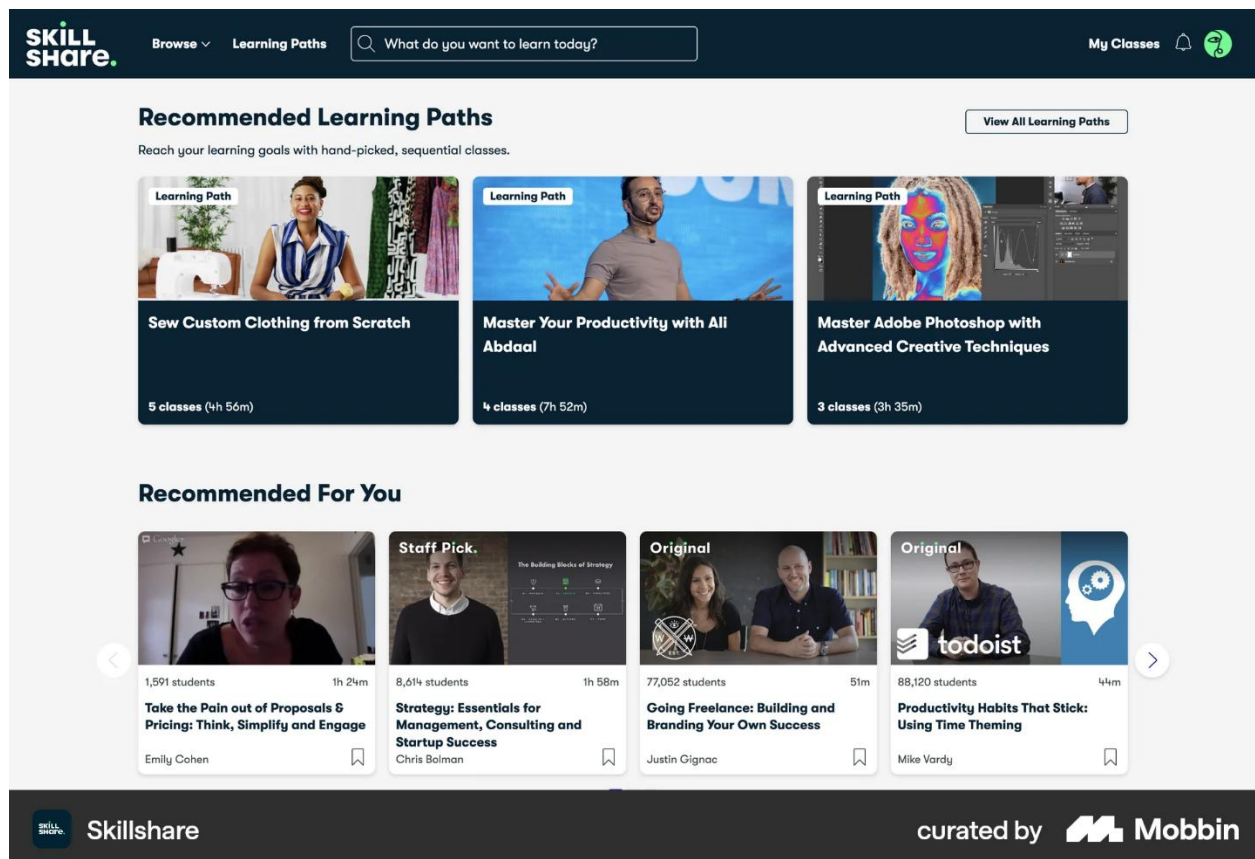 SKILL
SHare.
Browse
Learning Paths
What do you want to learn today?
My Classes
Recommended Learning Paths
View All Learning Paths
Reach your learning goals with hand-picked, sequential classes.
Learning Path
Learning Path
Learning Path
Sew Custom Clothing from Scratch
Master Your Productivity with Ali
Abdaal
Master Adobe Photoshop with
Advanced Creative Techniques
5 classes (4h 56m)
4 classes (7h 52m)
3 classes (3h 35m)
Recommended For You
Staff Pick.
The Building Blocks of Strategy
Original
Original
todoist
1,591 students
1h 24m
Take the Pain out of Proposals &
Pricing: Think, Simplify and Engage
Emily Cohen
8,614 students
1h 58m
Strategy: Essentials for
Management, Consulting and
Startup Success
Chris Bolman
77,052 students
51m
Going Freelance: Building and
Branding Your Own Success
Justin Gignac
88,120 students
44m
Productivity Habits That Stick:
Using Time Theming
Mike Vardy
SKILL
SHare.
Skillshare
curated by
Mobbin